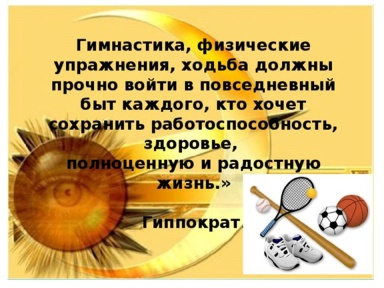 Гимнастика, физические
упражнения, ходьба должны
прочно войти в повседневный
быт каждого, кто хочет
сохранить работоспособность,
здоровье,
полноценную и радостную
жизнь.»
Гиппократ.